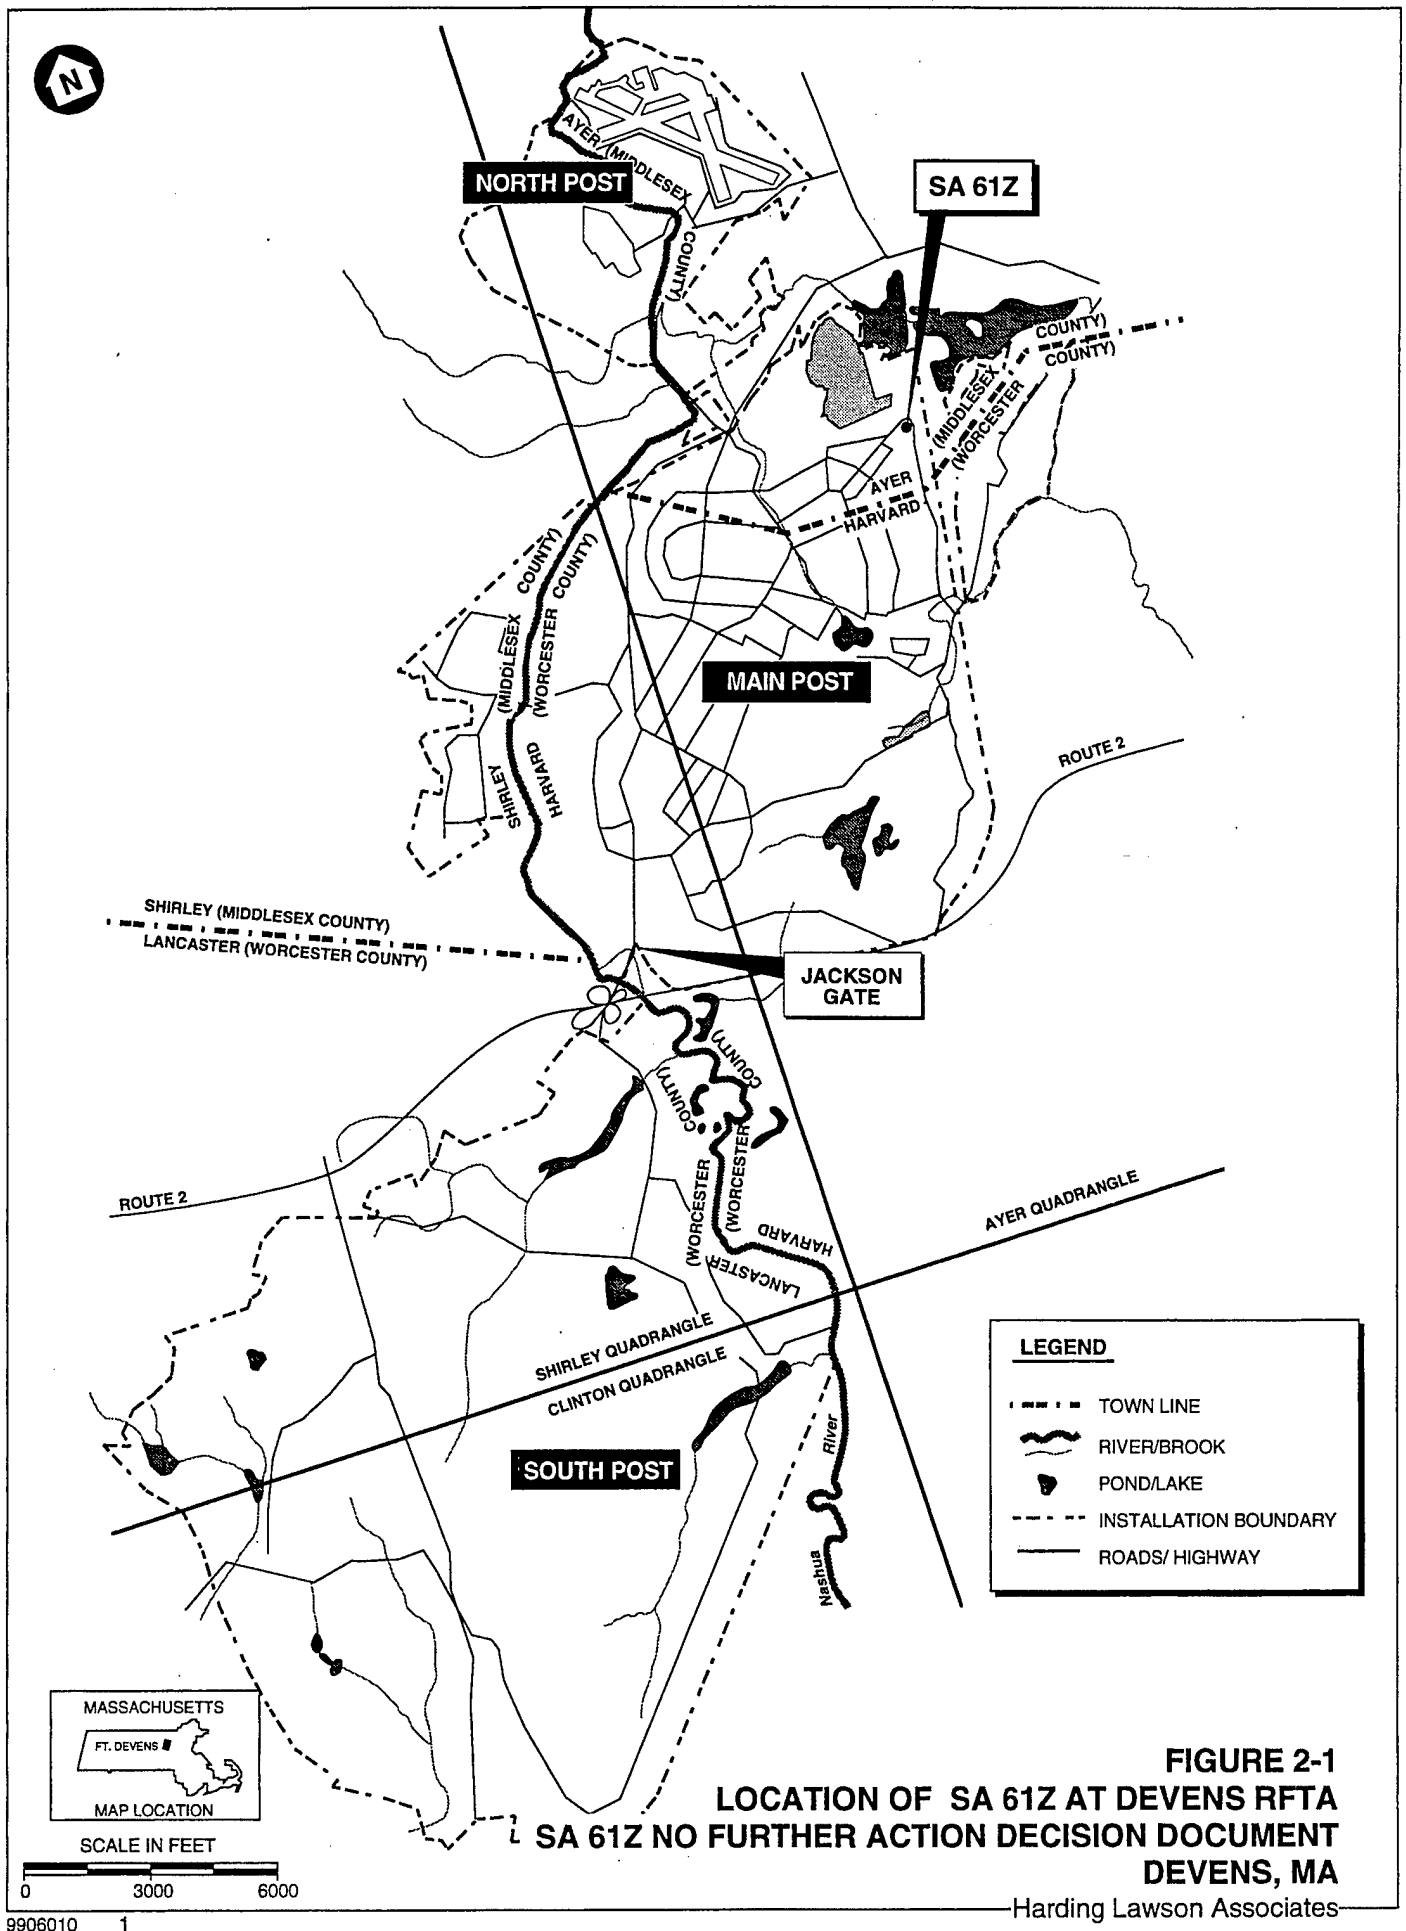 N
AYER (MIDDLESEX
COUNTY)
NORTH POST
SA 61Z
COUNTY)
COUNTY)
(MIDDLESEX
(WORCESTER
AYER
HARVARD
COUNTY)
COUNTY)
(MIDDLESEX
(WORCESTER
MAIN POST
SHIRLEY
HARVARD
ROUTE 2
SHIRLEY (MIDDLESEX COUNTY)
LANCASTER (WORCESTER COUNTY)
JACKSON
GATE
COUNTY)
COUNTY)
(WORCESTER
(WORCESTER
HARVARD
LANCASTER
ROUTE 2
AYER QUADRANGLE
SHIRLEY QUADRANGLE
CLINTON QUADRANGLE
SOUTH POST
River
Nashua
LEGEND
TOWN LINE
RIVER/BROOK
POND/LAKE
INSTALLATION BOUNDARY
ROADS/ HIGHWAY
MASSACHUSETTS
FT. DEVENS
MAP LOCATION
SCALE IN FEET
0 3000 6000
FIGURE 2-1
LOCATION OF SA 61Z AT DEVENS RFTA
SA 61Z NO FURTHER ACTION DECISION DOCUMENT
DEVENS, MA
Harding Lawson Associates
9906010 1